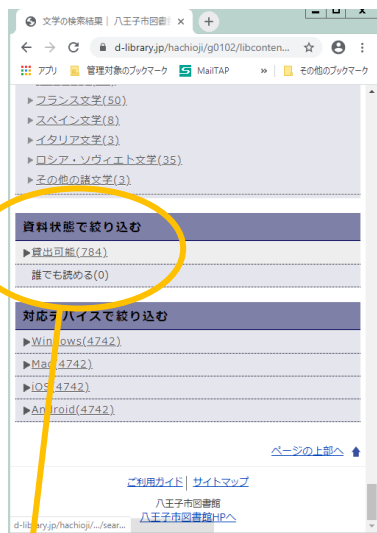 文学の検索結果｜ 八王子市図書
d-library.jp/hachioji/g0102/libconten...
アプリ 管理対象のブックマーク MailTAP » その他のブックマーク
▶フランス文学(50)
▶スペイン文学(8)
▶イタリア文学(3)
▶ロシア・ソヴィエト文学(35)
▶その他の諸文学(3)
資料状態で絞り込む
▶貸出可能(784)
誰でも読める(0)
対応デバイスで絞り込む
▶Windows(4742)
▶Mac(4742)
▶iOS(4742)
▶Android(4742)
ページの上部へ
ご利用ガイド｜ サイトマップ
八王子市図書館
八王子市図書館HPへ
d-library.jp/hachioji/.../sear...